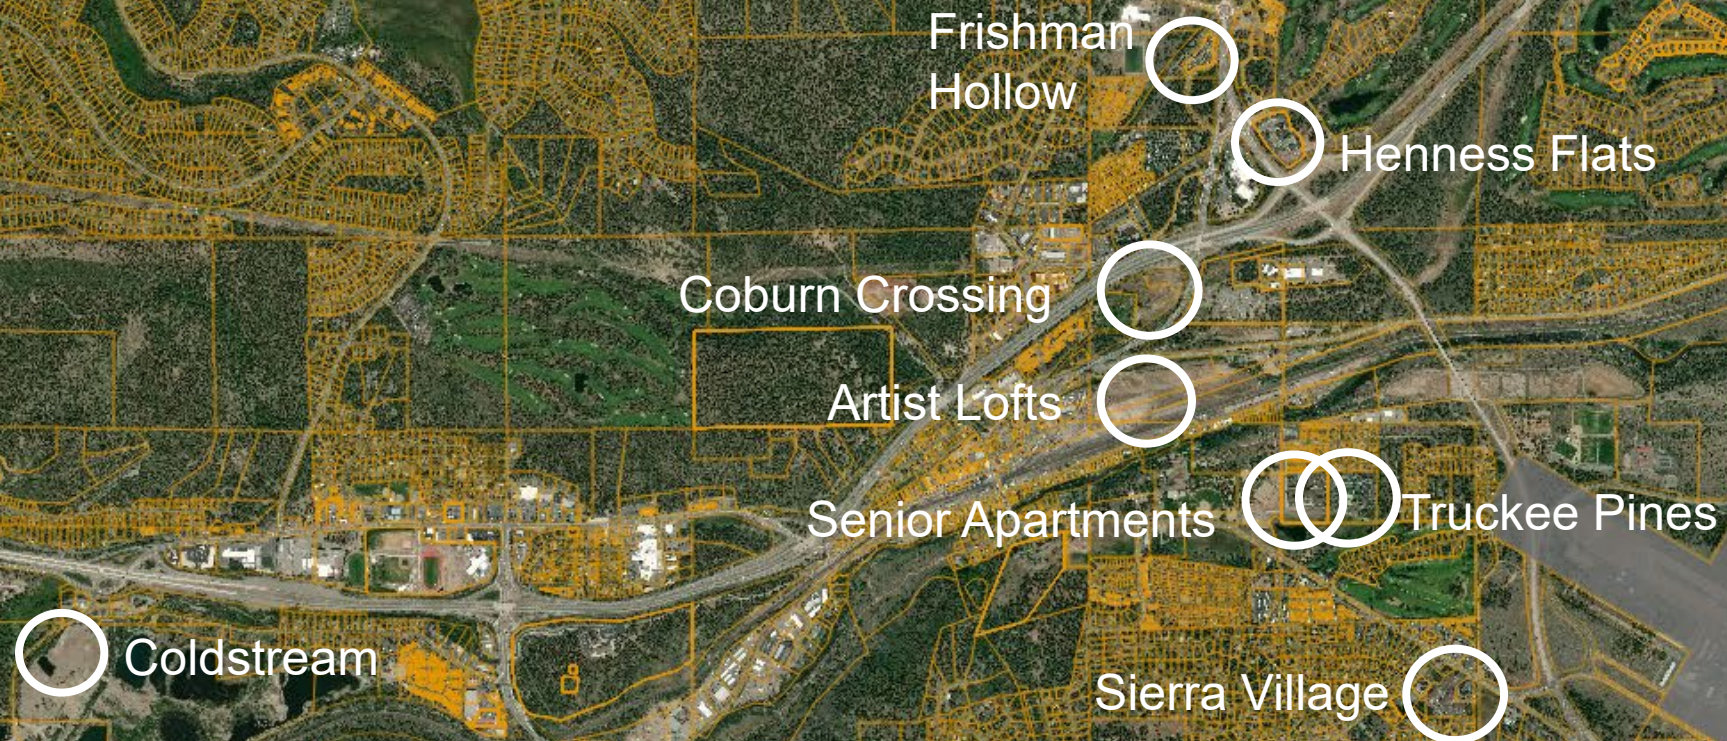 Frishman
Hollow
Henness Flats
Coburn Crossing
Artist Lofts
Senior Apartments
Truckee Pines
Coldstream
Sierra Village